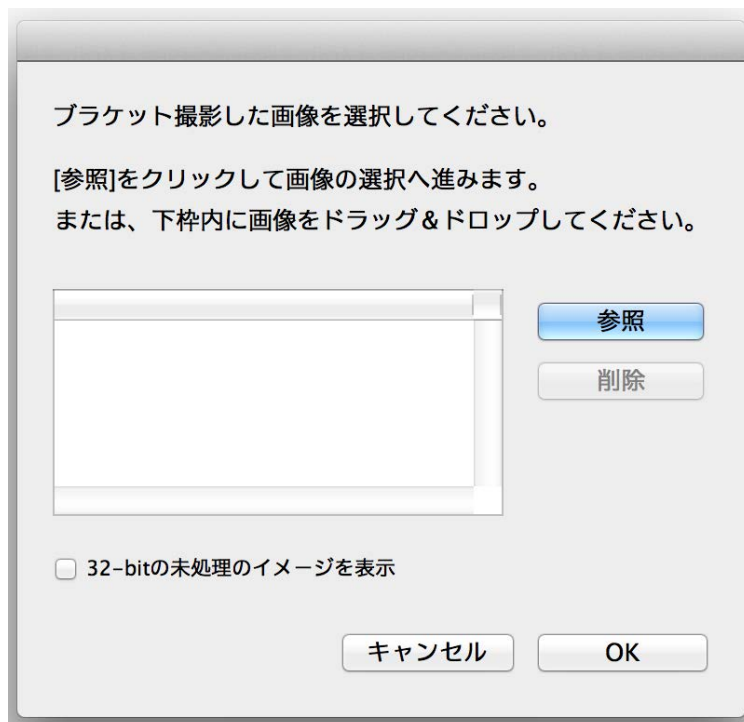 ブラケット撮影した画像を選択してください。
[参照]をクリックして画像の選択へ進みます。
または、下枠内に画像をドラッグ＆ドロップしてください。
参照
削除
32-bitの未処理のイメージを表示
キャンセル
OK